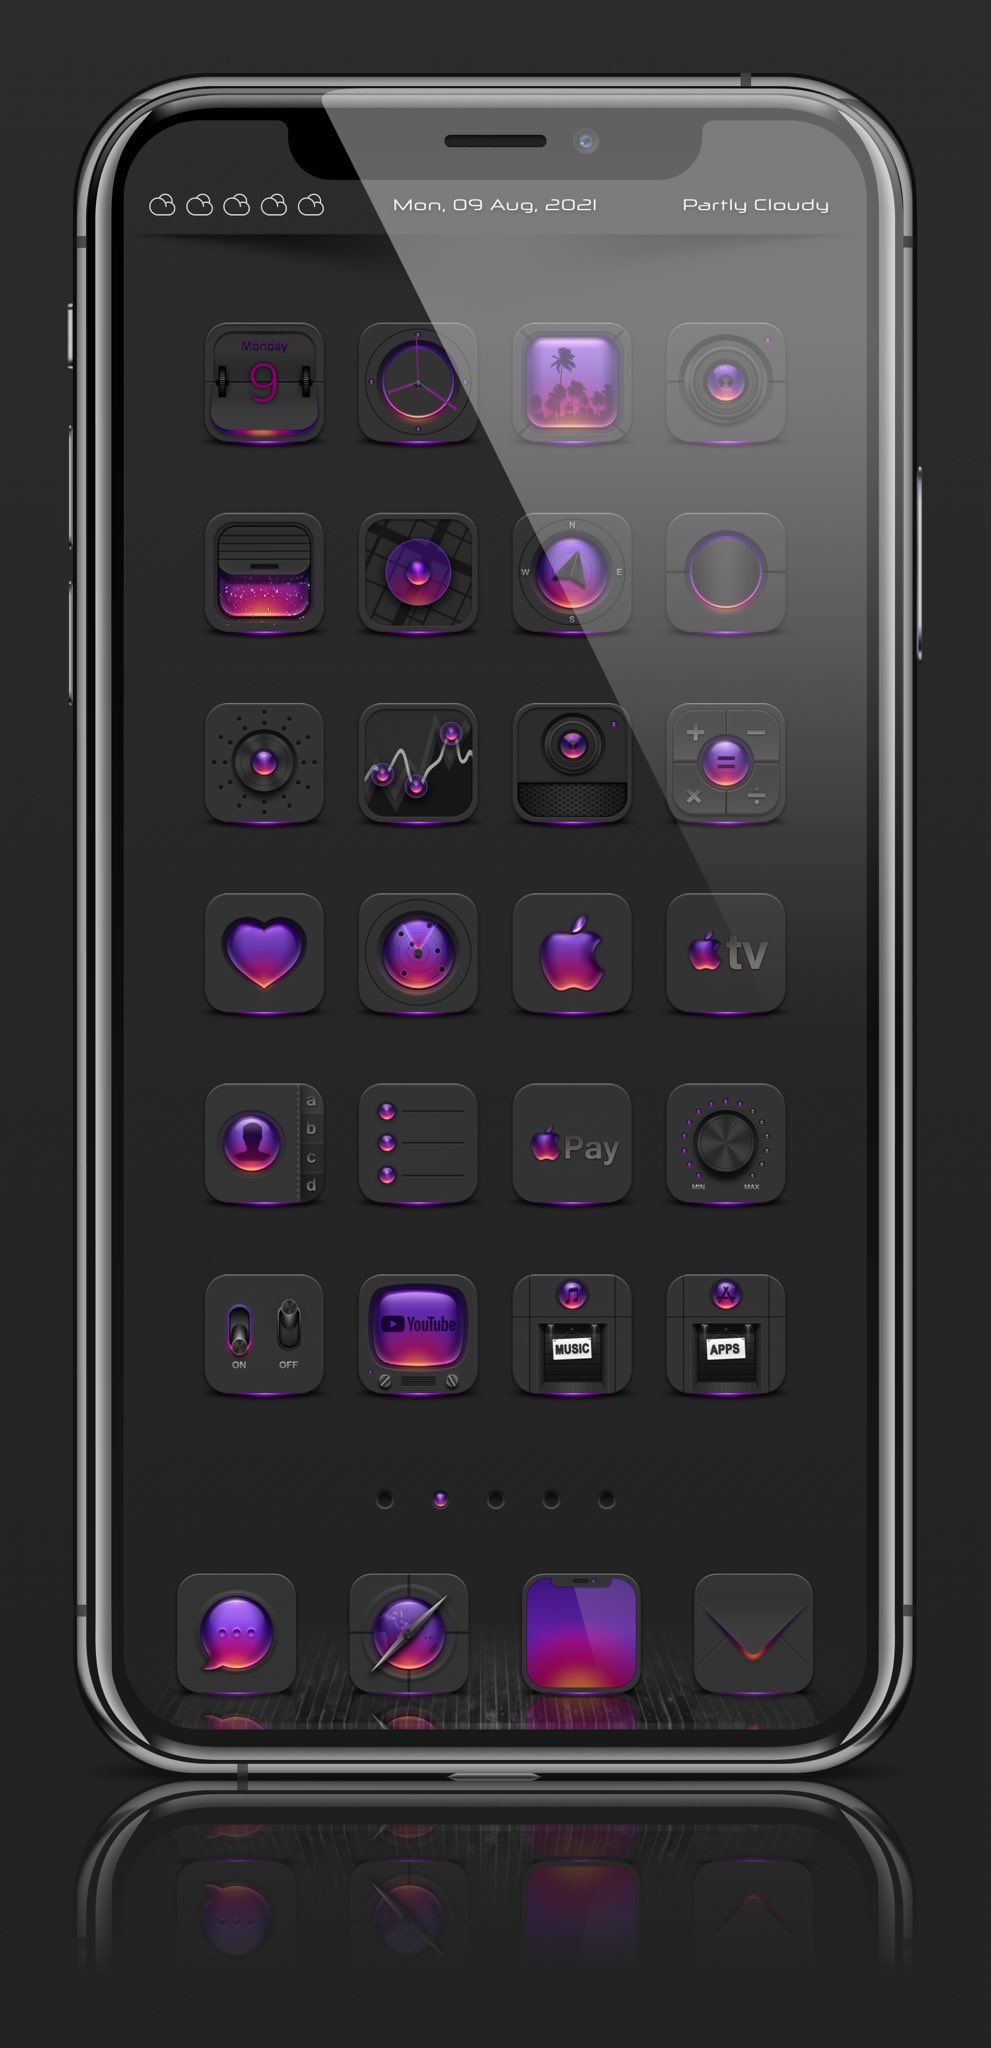 Mon, 09 Aug, 2021
Partly Cloudy
Monday
9
N
W E
S
+ −
=
× ÷
tv
a
b
c
d
Pay
MIN MAX
ON OFF
YouTube
MUSIC
APPS